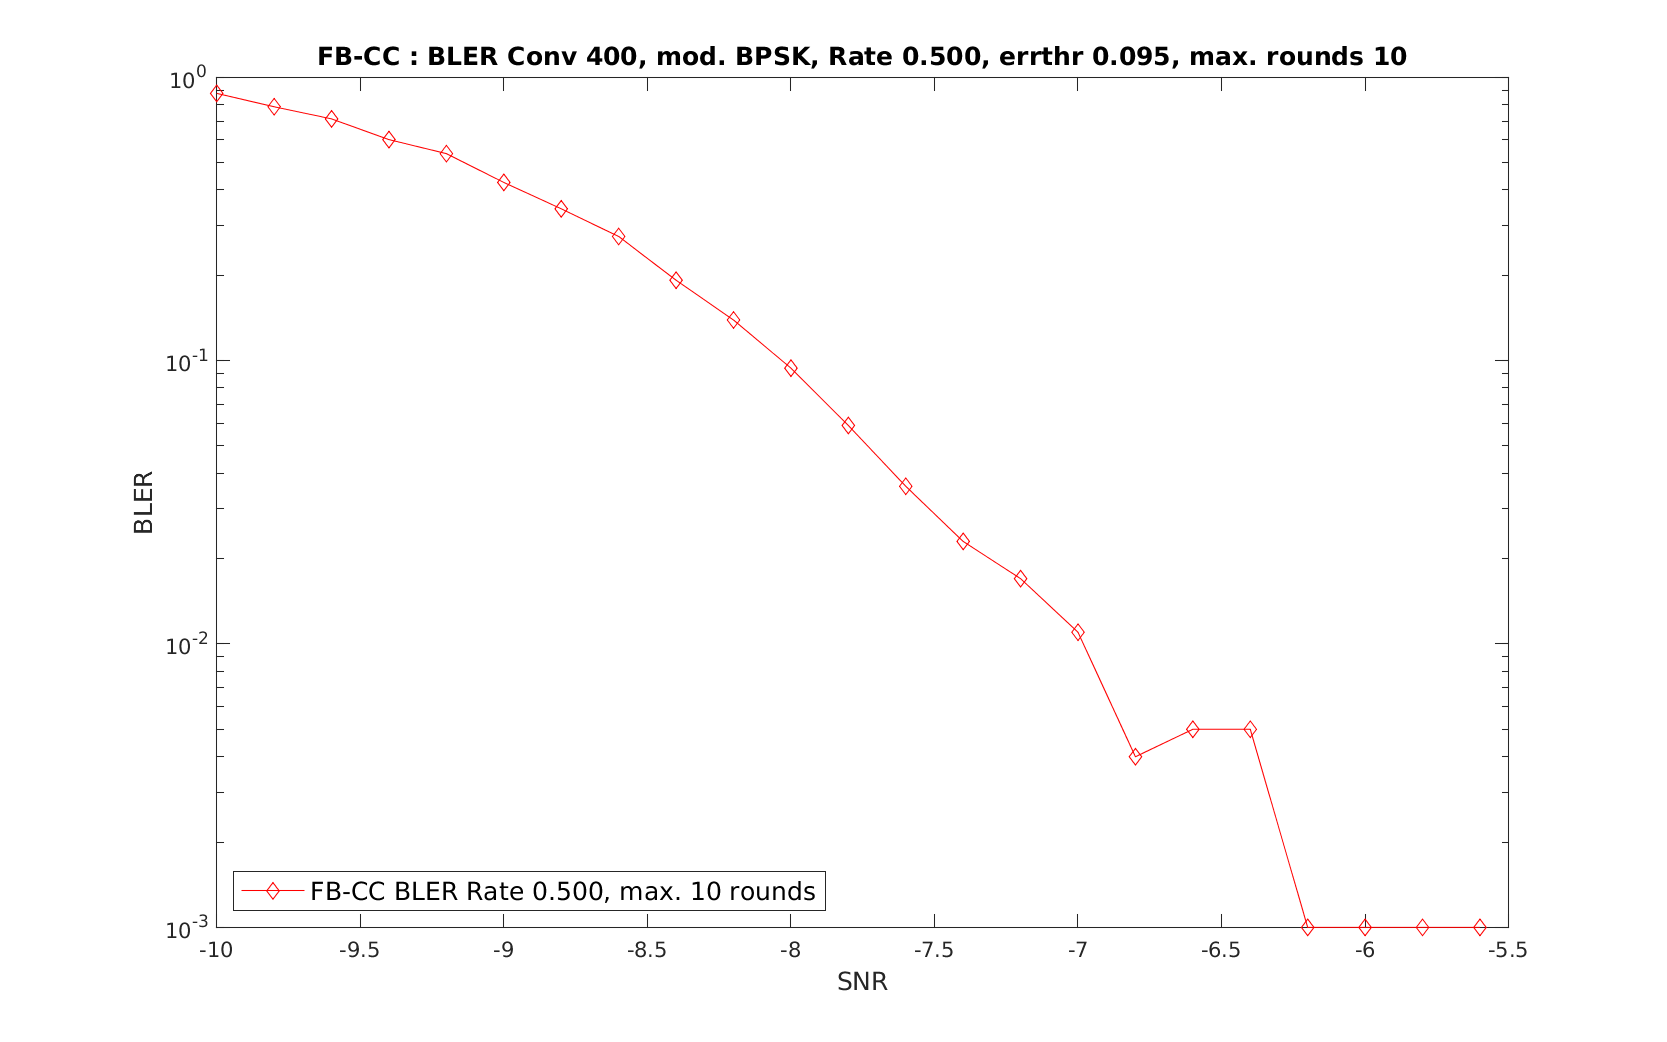 FB-CC : BLER Conv 400, mod. BPSK, Rate 0.500, errthr 0.095, max. rounds 10
10^0
10^-1
10^-2
10^-3
BLER
FB-CC BLER Rate 0.500, max. 10 rounds
-10 -9.5 -9 -8.5 -8 -7.5 -7 -6.5 -6 -5.5
SNR